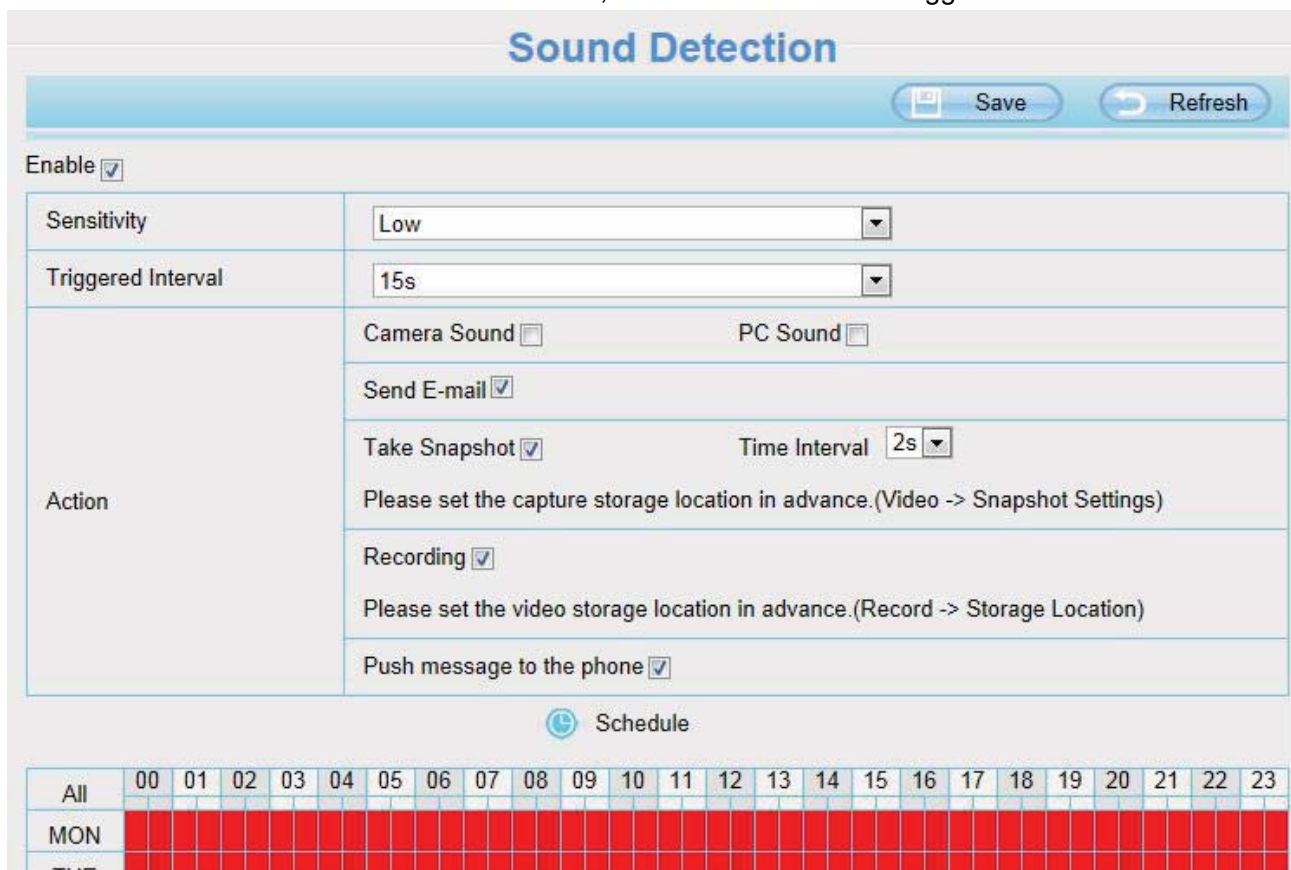 Sound Detection
Save Refresh
Enable
Sensitivity Low
Triggered Interval 15s
Camera Sound PC Sound
Send E-mail
Take Snapshot Time Interval 2s
Action Please set the capture storage location in advance.(Video -> Snapshot Settings)
Recording
Please set the video storage location in advance.(Record -> Storage Location)
Push message to the phone
Schedule
All 00 01 02 03 04 05 06 07 08 09 10 11 12 13 14 15 16 17 18 19 20 21 22 23
MON